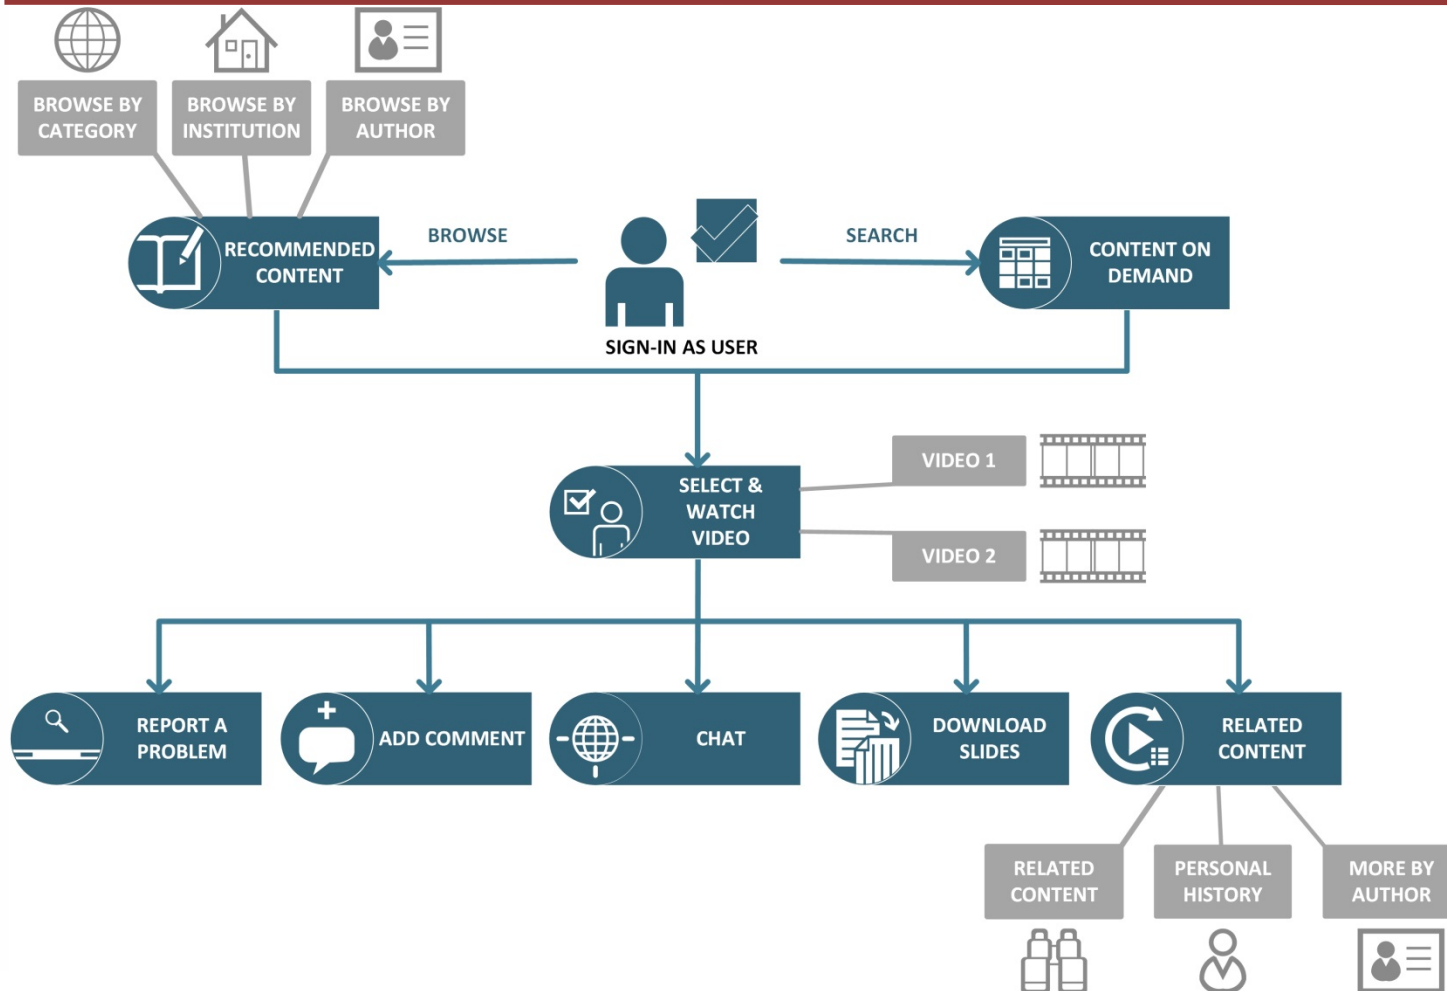 BROWSE BY
CATEGORY
BROWSE BY
INSTITUTION
BROWSE BY
AUTHOR
RECOMMENDED
CONTENT
BROWSE
SEARCH
CONTENT ON
DEMAND
SIGN-IN AS USER
SELECT &
WATCH
VIDEO
VIDEO 1
VIDEO 2
REPORT A
PROBLEM
ADD COMMENT
CHAT
DOWNLOAD
SLIDES
RELATED
CONTENT
RELATED
CONTENT
PERSONAL
HISTORY
MORE BY
AUTHOR